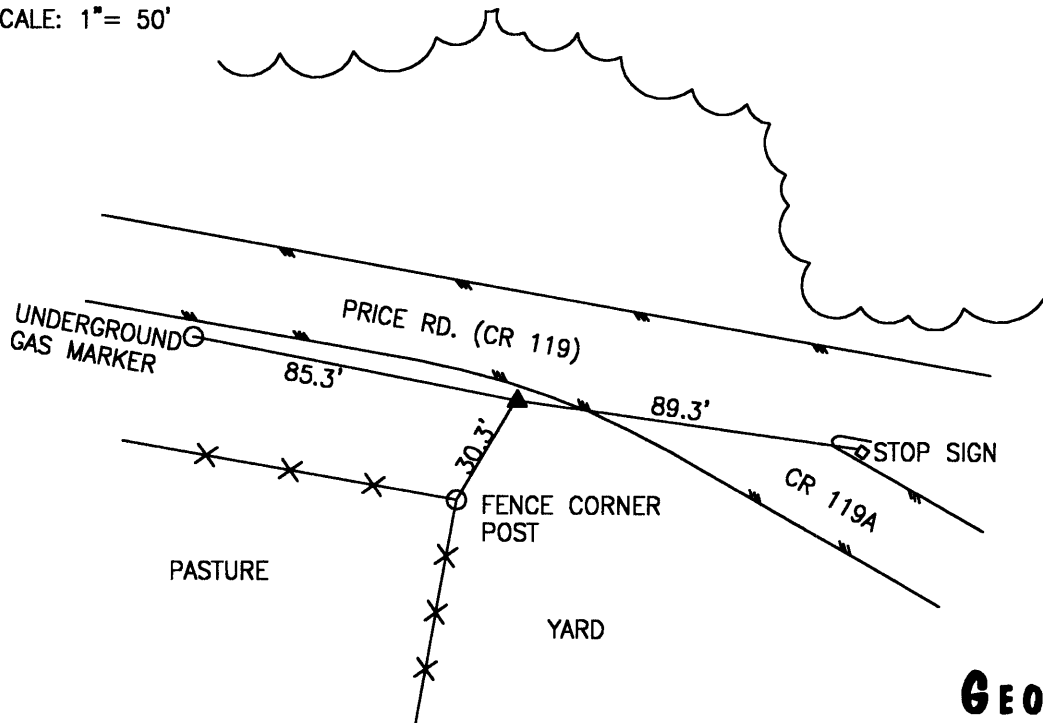 CALE: 1"= 50'
PRICE RD. (CR 119)
UNDERGROUND
GAS MARKER
85.3'
89.3'
30.3'
STOP SIGN
CR 119A
FENCE CORNER
POST
PASTURE
YARD
GEO